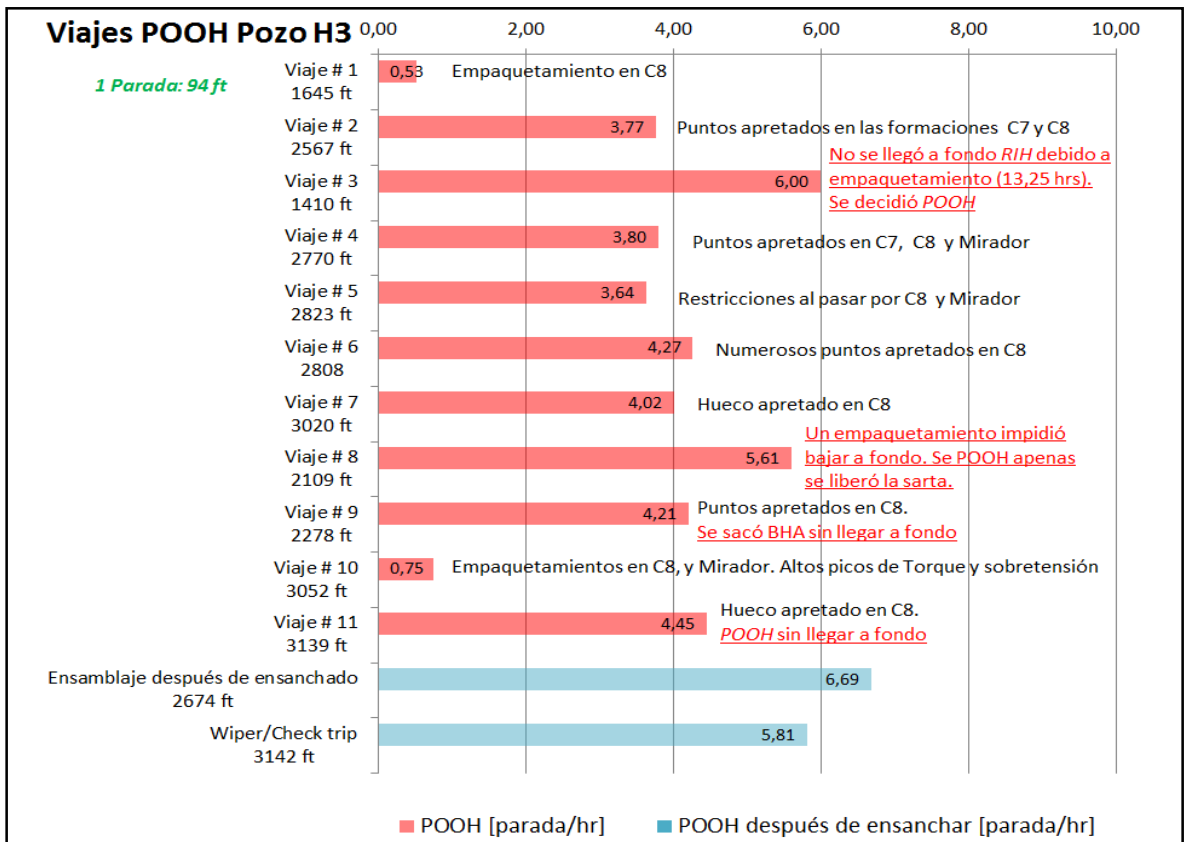 Viajes POOH Pozo H3
0,00 2,00 4,00 6,00 8,00 10,00
1 Parada: 94 ft
Viaje # 1
1645 ft
0,53
Empaquetamiento en C8
Viaje # 2
2567 ft
3,77
Puntos apretados en las formaciones C7 y C8
Viaje # 3
1410 ft
6,00
No se llegó a fondo RIH debido a
empaquetamiento (13,25 hrs).
Se decidió POOH
Viaje # 4
2770 ft
3,80
Puntos apretados en C7, C8 y Mirador
Viaje # 5
2823 ft
3,64
Restricciones al pasar por C8 y Mirador
Viaje # 6
2808
4,27
Numerosos puntos apretados en C8
Viaje # 7
3020 ft
4,02
Hueco apretado en C8
Viaje # 8
2109 ft
5,61
Un empaquetamiento impidió
bajar a fondo. Se POOH apenas
se liberó la sarta.
Viaje # 9
2278 ft
4,21
Puntos apretados en C8.
Se sacó BHA sin llegar a fondo
Viaje # 10
3052 ft
0,75
Empaquetamientos en C8, y Mirador. Altos picos de Torque y sobretensión
Viaje # 11
3139 ft
4,45
Hueco apretado en C8.
POOH sin llegar a fondo
Ensamblaje después de ensanchado
2674 ft
6,69
Wiper/Check trip
3142 ft
5,81
POOH [parada/hr] POOH después de ensanchar [parada/hr]